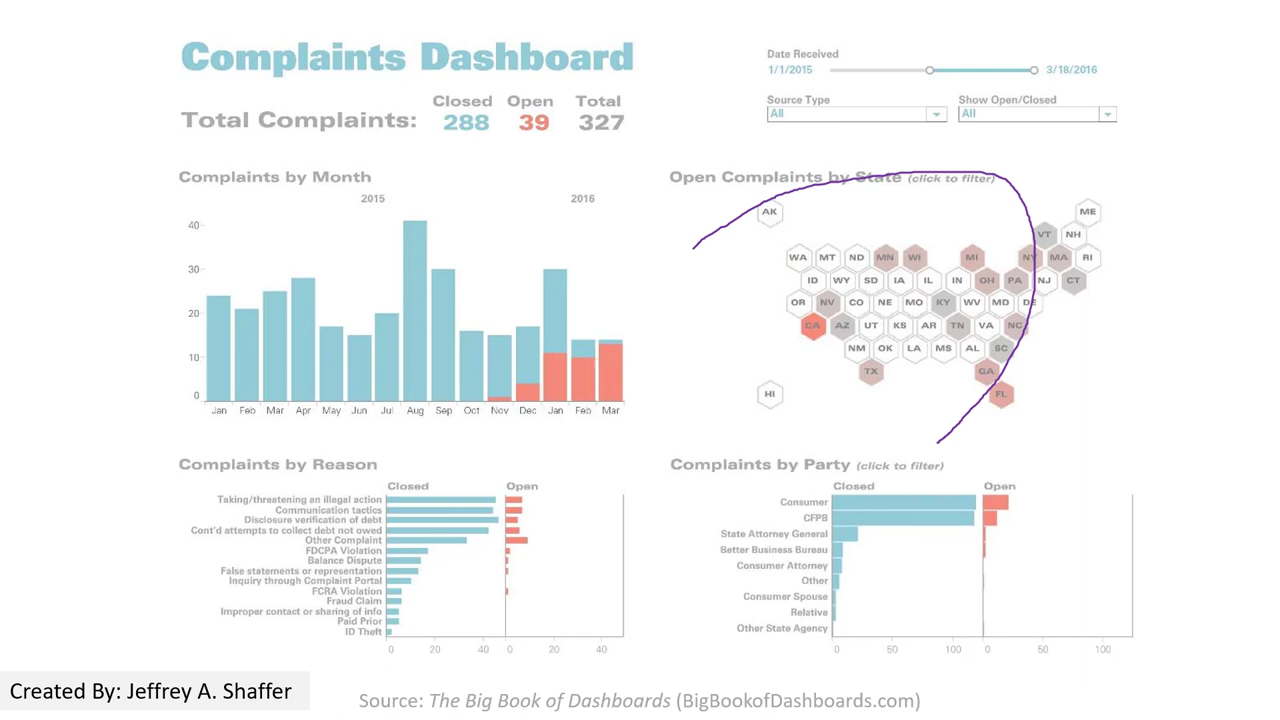 Complaints Dashboard
Total Complaints:
Closed Open Total
288 39 327
Date Received
1/1/2015 3/18/2016
Source Type Show Open/Closed
All All
Complaints by Month
2015 2016
40
30
20
10
0
Jan Feb Mar Apr May Jun Jul Aug Sep Oct Nov Dec Jan Feb Mar
Open Complaints by State (click to filter)
AK ME
VT NH
WA MT ND MN WI MI NY MA RI
ID WY SD IA IL IN OH PA NJ CT
OR NV CO NE MO KY WV MD DE
CA AZ UT KS AR TN VA NC
NM OK LA MS AL SC
TX GA
HI FL
Complaints by Reason
Closed Open
Taking/threatening an illegal action
Communication tactics
Disclosure verification of debt
Cont'd attempts to collect debt not owed
Other Complaint
FDCPA Violation
Balance Dispute
False statements or representation
Inquiry through Complaint Portal
FCRA Violation
Fraud Claim
Improper contact or sharing of info
Paid Prior
ID Theft
0 20 40 0 20 40
Complaints by Party (click to filter)
Closed Open
Consumer
CFPB
State Attorney General
Better Business Bureau
Consumer Attorney
Other
Consumer Spouse
Relative
Other State Agency
0 50 100 0 50 100
Created By: Jeffrey A. Shaffer
Source: The Big Book of Dashboards (BigBookofDashboards.com)